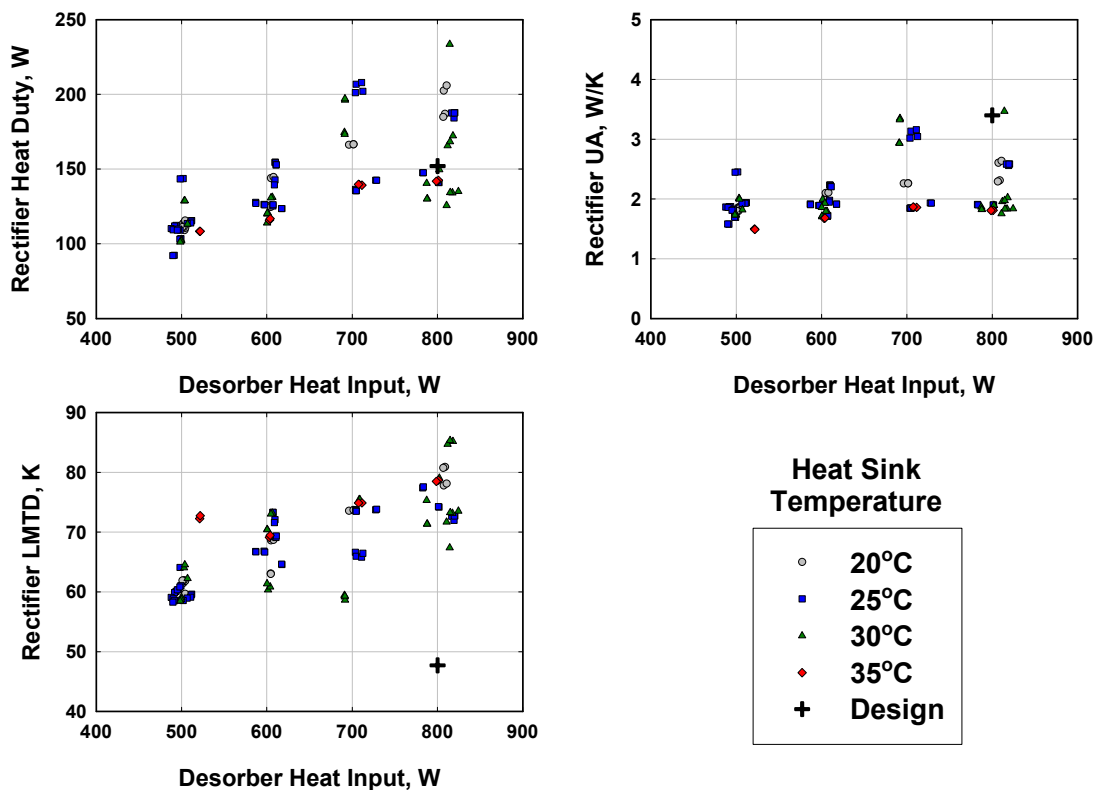 250
200
150
100
50
400 500 600 700 800 900
Rectifier Heat Duty, W
Desorber Heat Input, W
5
4
3
2
1
0
400 500 600 700 800 900
Rectifier UA, W/K
Desorber Heat Input, W
90
80
70
60
50
40
400 500 600 700 800 900
Rectifier LMTD, K
Desorber Heat Input, W
Heat Sink
Temperature
20°C
25°C
30°C
35°C
Design